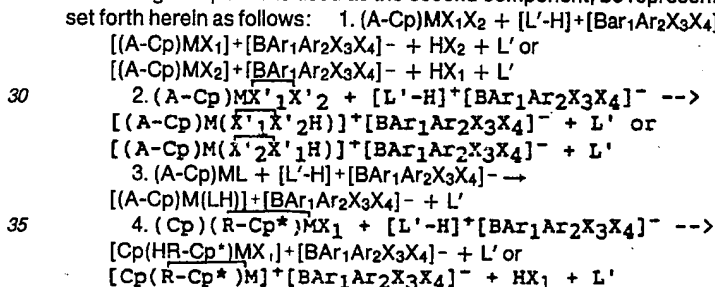 set forth herein as follows: 1. (A-Cp)MX₁X₂ + [L'-H]+[Bar₁Ar₂X₃X₄]
[(A-Cp)MX₁]+[BAr₁Ar₂X₃X₄]- + HX₂ + L' or
[(A-Cp)MX₂]+[BAr₁Ar₂X₃X₄]- + HX₁ + L'
30 2. (A-Cp)MX'₁X'₂ + [L'-H]⁺[BAr₁Ar₂X₃X₄]⁻ -->
[(A-Cp)M(X'₁X'₂H)]⁺[BAr₁Ar₂X₃X₄]⁻ + L' or
[(A-Cp)M(X'₂X'₁H)]⁺[BAr₁Ar₂X₃X₄]⁻ + L'
3. (A-Cp)ML + [L'-H]+[BAr₁Ar₂X₃X₄]- →
[(A-Cp)M(LH)]+[BAr₁Ar₂X₃X₄]- + L'
35 4. (Cp)(R-Cp*)MX₁ + [L'-H]⁺[BAr₁Ar₂X₃X₄]⁻ -->
[Cp(HR-Cp*)MX₁]+[BAr₁Ar₂X₃X₄]- + L' or
[Cp(R-Cp*)M]⁺[BAr₁Ar₂X₃X₄]⁻ + HX₁ + L'